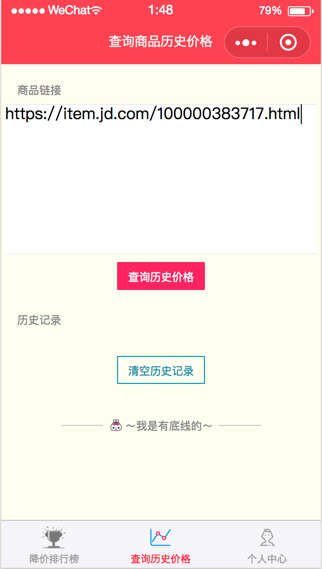 WeChat 1:48 79%
查询商品历史价格
商品链接
https://item.jd.com/100000383717.html
查询历史价格
历史记录
清空历史记录
～我是有底线的～
降价排行榜 查询历史价格 个人中心